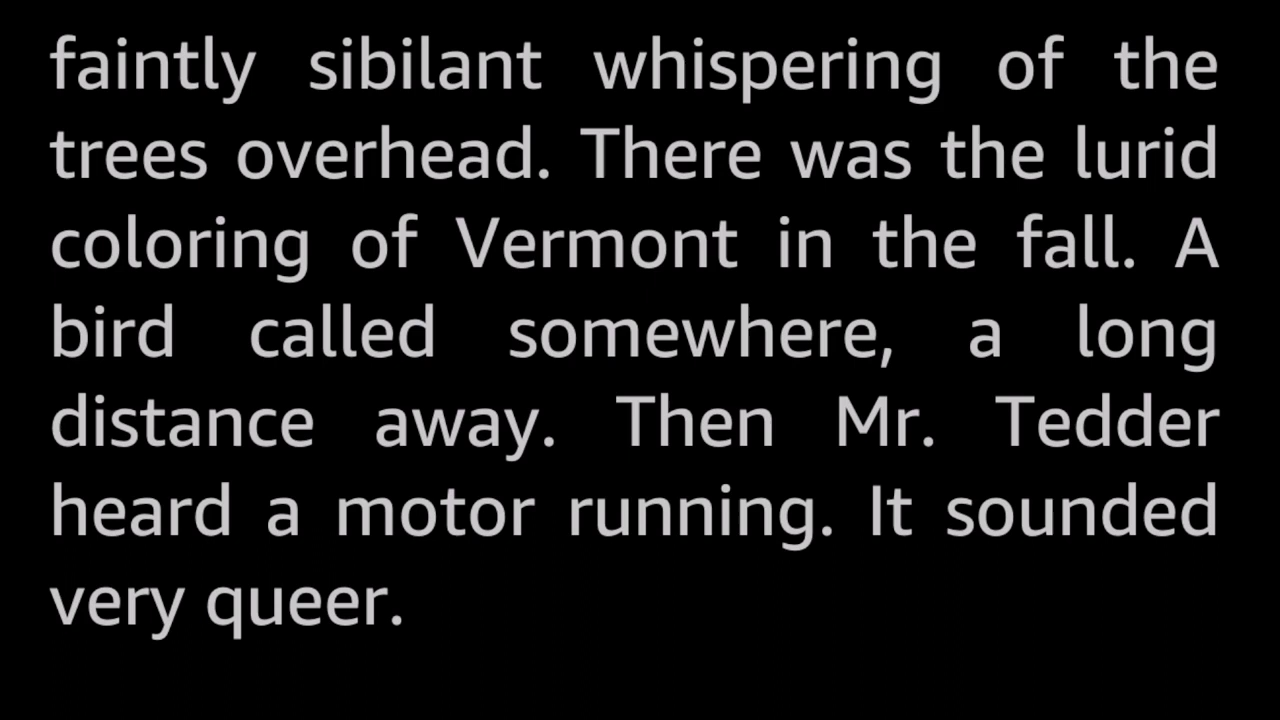 faintly sibilant whispering of the
trees overhead. There was the lurid
coloring of Vermont in the fall. A
bird called somewhere, a long
distance away. Then Mr. Tedder
heard a motor running. It sounded
very queer.